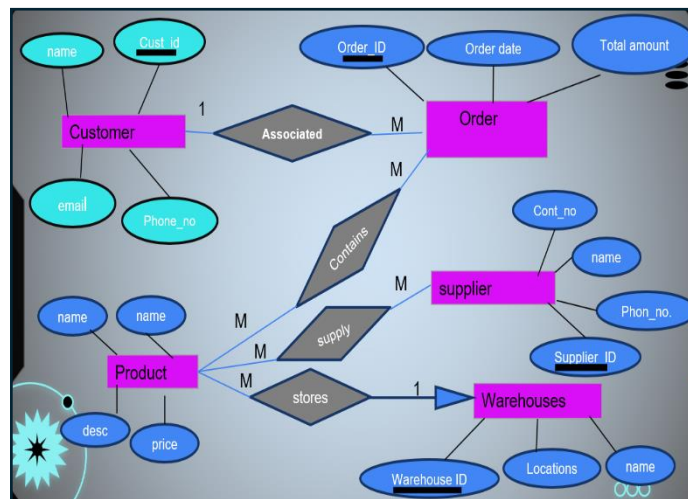 Cust_id
name
Order_ID
Order date
Total amount
1
Associated
M
Customer
Order
M
email
Phone_no
Cont_no
Contains
name
M
supplier
name
name
M
supply
Phon_no.
M
Supplier_ID
Product
M
stores
1
Warehouses
desc
price
Warehouse ID
Locations
name